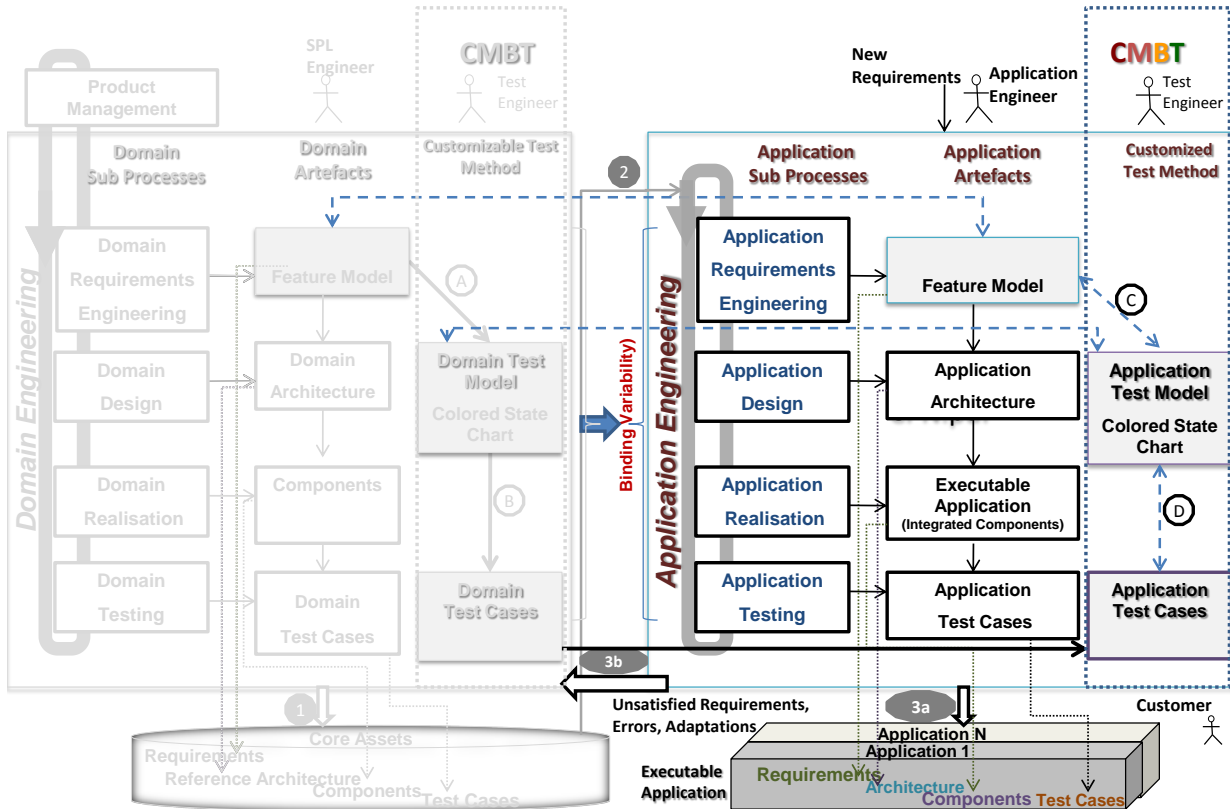 SPL
Engineer
CMBT
Test
Engineer
Product
Management
Domain
Sub Processes
Domain
Artefacts
Customizable Test
Method
Domain Engineering
Domain
Requirements
Engineering
Feature Model
A
Domain
Design
Domain
Architecture
Domain Test
Model
Colored State
Chart
Domain
Realisation
Components
B
Domain
Testing
Domain
Test Cases
Domain
Test Cases
1
Core Assets
Requirements
Reference Architecture
Components
Test Cases
2
Binding Variability)
3b
Unsatisfied Requirements,
Errors, Adaptations
New
Requirements
Application
Engineer
CMBT
Test
Engineer
Application
Sub Processes
Application
Artefacts
Customized
Test Method
Application Engineering
Application
Requirements
Engineering
Feature Model
C
Application
Design
Application
Architecture
Application
Test Model
Colored State
Chart
Application
Realisation
Executable
Application
(Integrated Components)
D
Application
Testing
Application
Test Cases
Application
Test Cases
3a
Customer
Application N
Application 1
Executable
Application
Requirements
Architecture
Components
Test Cases